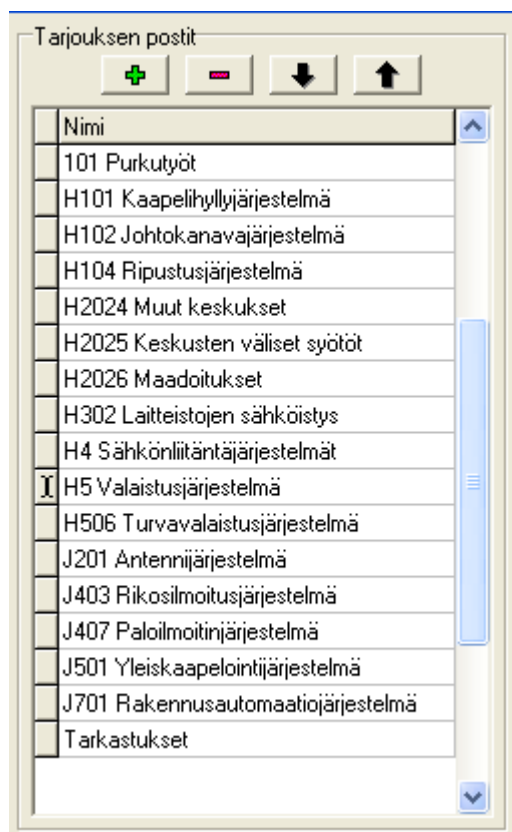 Tarjouksen postit
Nimi
101 Purkutyöt
H101 Kaapelihyllyjärjestelmä
H102 Johtokanavajärjestelmä
H104 Ripustusjärjestelmä
H2024 Muut keskukset
H2025 Keskusten väliset syötöt
H2026 Maadoitukset
H302 Laitteistojen sähköistys
H4 Sähkönliitäntäjärjestelmät
H5 Valaistusjärjestelmä
H506 Turvavalaistusjärjestelmä
J201 Antennijärjestelmä
J403 Rikosilmoitusjärjestelmä
J407 Paloilmoitinjärjestelmä
J501 Yleiskaapelointijärjestelmä
J701 Rakennusautomaatiojärjestelmä
Tarkastukset